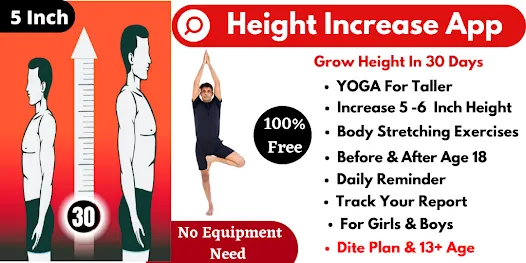 5 Inch
Height Increase App
Grow Height In 30 Days
YOGA For Taller
Increase 5 -6 Inch Height
Body Stretching Exercises
Before & After Age 18
Daily Reminder
Track Your Report
For Girls & Boys
Dite Plan & 13+ Age
100%
Free
30
No Equipment
Need